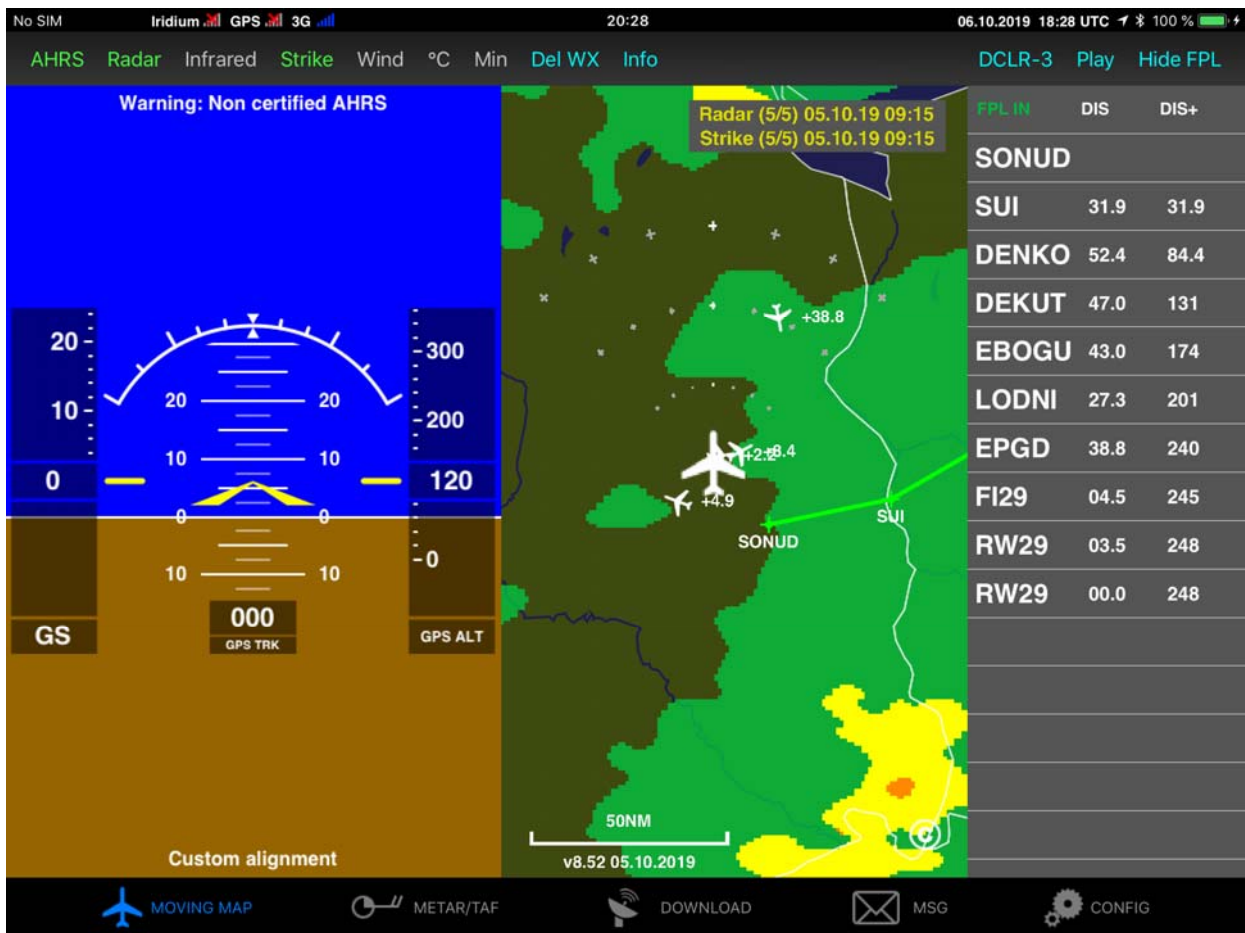 No SIM Iridium GPS 3G 20:28 06.10.2019 18:28 UTC 100 %
AHRS Radar Infrared Strike Wind °C Min Del WX Info DCLR-3 Play Hide FPL
Warning: Non certified AHRS
20
10
0
GS
20 20
10 10
0 0
10 10
000
GPS TRK
300
200
120
0
GPS ALT
Custom alignment
Radar (5/5) 05.10.19 09:15
Strike (5/5) 05.10.19 09:15
+38.8
+2.2 +8.4
+4.9
SONUD
SUI
50NM
v8.52 05.10.2019
©
FPL IN DIS DIS+
SONUD
SUI 31.9 31.9
DENKO 52.4 84.4
DEKUT 47.0 131
EBOGU 43.0 174
LODNI 27.3 201
EPGD 38.8 240
FI29 04.5 245
RW29 03.5 248
RW29 00.0 248
MOVING MAP METAR/TAF DOWNLOAD MSG CONFIG